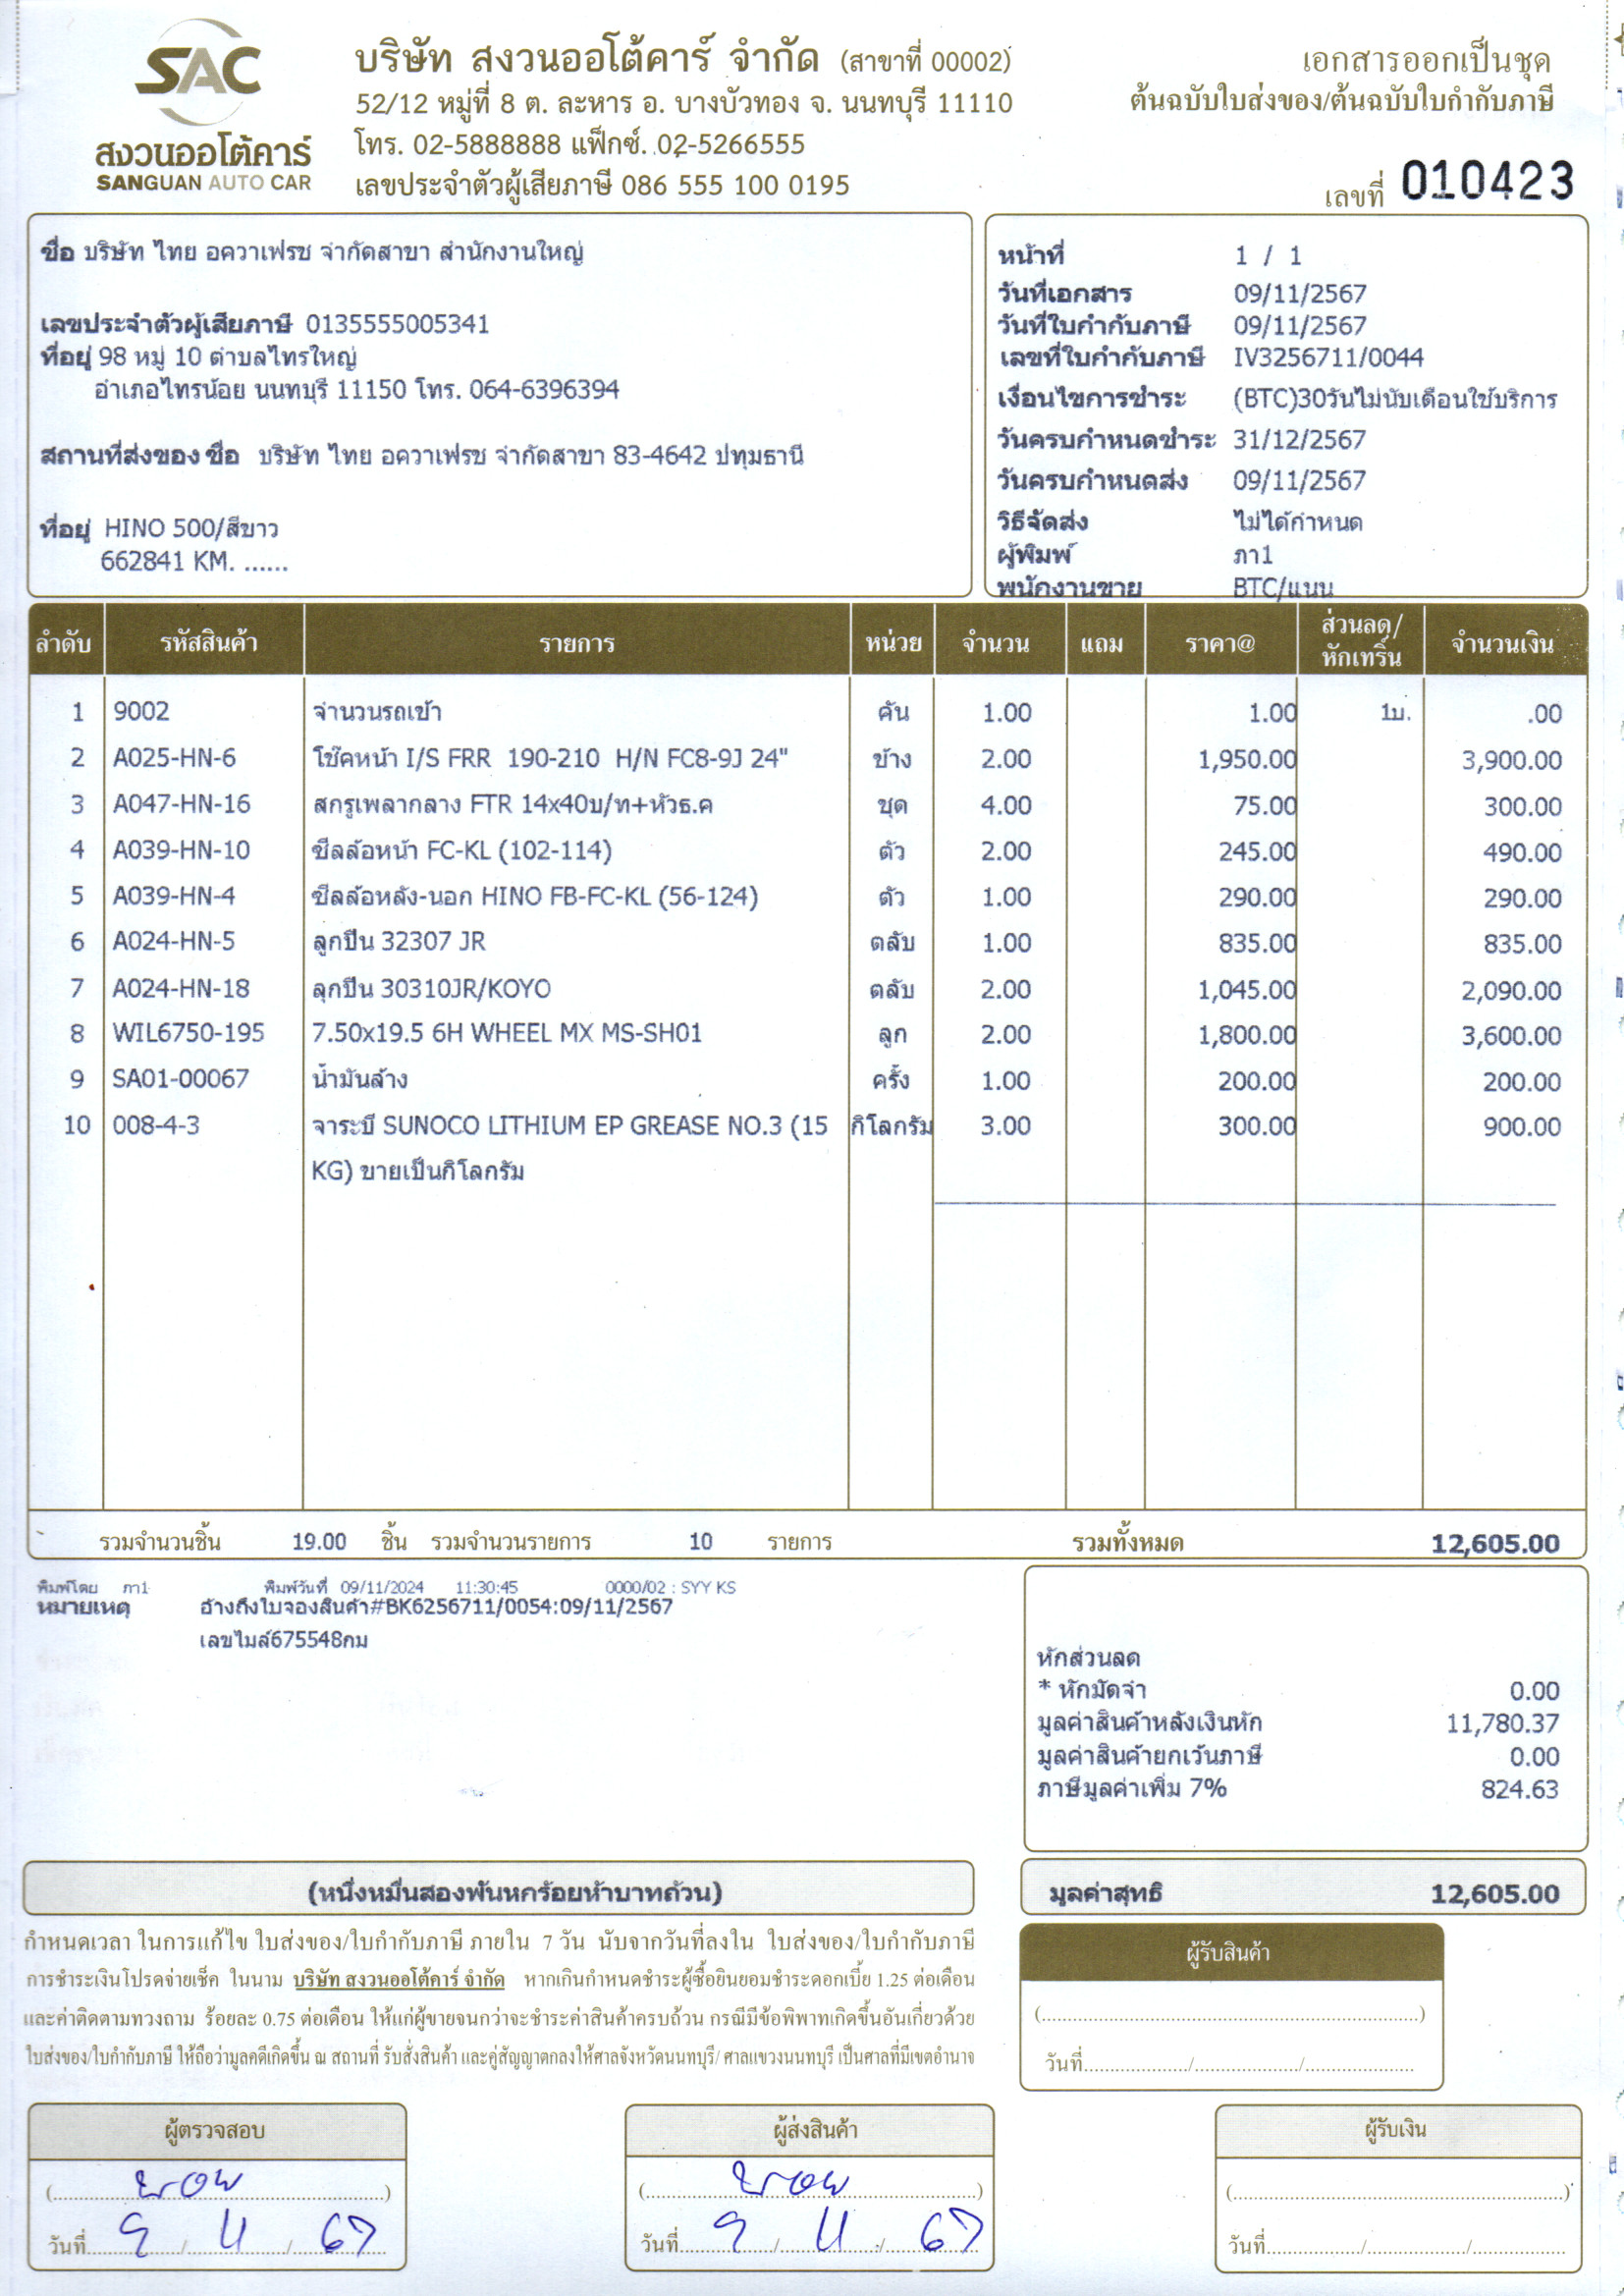 SAC
สงวนออโต้คาร์
SANGUAN AUTO CAR
บริษัท สงวนออโต้คาร์ จำกัด (สาขาที่ 00002)
52/12 หมู่ที่ 8 ต. ละหาร อ. บางบัวทอง จ. นนทบุรี 11110
โทร. 02-5888888 แฟ็กซ์. 02-5266555
เลขประจำตัวผู้เสียภาษี 086 555 100 0195
เอกสารออกเป็นชุด
ต้นฉบับใบส่งของ/ต้นฉบับใบกำกับภาษี
เลขที่ 010423
ชื่อ บริษัท ไทย อควาเฟรช จำกัดสาขา สำนักงานใหญ่
เลขประจำตัวผู้เสียภาษี 0135555005341
ที่อยู่ 98 หมู่ 10 ตำบลไทรใหญ่
อำเภอไทรน้อย นนทบุรี 11150 โทร. 064-6396394
สถานที่ส่งของ ชื่อ บริษัท ไทย อควาเฟรช จำกัดสาขา 83-4642 ปทุมธานี
ที่อยู่ HINO 500/สีขาว
662841 KM. ......
หน้าที่ 1 / 1
วันที่เอกสาร 09/11/2567
วันที่ใบกำกับภาษี 09/11/2567
เลขที่ใบกำกับภาษี IV3256711/0044
เงื่อนไขการชำระ (BTC)30วันไม่นับเดือนใช้บริการ
วันครบกำหนดชำระ 31/12/2567
วันครบกำหนดส่ง 09/11/2567
วิธีจัดส่ง ไม่ได้กำหนด
ผู้พิมพ์ ภา1
พนักงานขาย BTC/แนน
ลำดับ รหัสสินค้า รายการ หน่วย จำนวน แถม ราคา@ ส่วนลด/หักเทริ์น จำนวนเงิน
1 9002 จำนวนรถเข้า คัน 1.00 1.00 1บ. .00
2 A025-HN-6 โช๊คหน้า I/S FRR 190-210 H/N FC8-9J 24" ข้าง 2.00 1,950.00 3,900.00
3 A047-HN-16 สกรูเพลากลาง FTR 14x40บ/ท+หัวธ.ค ชุด 4.00 75.00 300.00
4 A039-HN-10 ซีลล้อหน้า FC-KL (102-114) ตัว 2.00 245.00 490.00
5 A039-HN-4 ซีลล้อหลัง-นอก HINO FB-FC-KL (56-124) ตัว 1.00 290.00 290.00
6 A024-HN-5 ลูกปืน 32307 JR ตลับ 1.00 835.00 835.00
7 A024-HN-18 ลุกปืน 30310JR/KOYO ตลับ 2.00 1,045.00 2,090.00
8 WIL6750-195 7.50x19.5 6H WHEEL MX MS-SH01 ลูก 2.00 1,800.00 3,600.00
9 SA01-00067 น้ำมันล้าง ครั้ง 1.00 200.00 200.00
10 008-4-3 จาระบี SUNOCO LITHIUM EP GREASE NO.3 (15 กิโลกรัม 3.00 300.00 900.00
KG) ขายเป็นกิโลกรัม
รวมจำนวนชิ้น 19.00 ชิ้น รวมจำนวนรายการ 10 รายการ รวมทั้งหมด 12,605.00
พิมพ์โดย ภา1 พิมพ์วันที่ 09/11/2024 11:30:45 0000/02 : SYY KS
หมายเหตุ อ้างถึงใบจองสินค้า#BK6256711/0054:09/11/2567
เลขไมล์675548กม
หักส่วนลด
* หักมัดจำ 0.00
มูลค่าสินค้าหลังเงินหัก 11,780.37
มูลค่าสินค้ายกเว้นภาษี 0.00
ภาษีมูลค่าเพิ่ม 7% 824.63
(หนึ่งหมื่นสองพันหกร้อยห้าบาทถ้วน)
มูลค่าสุทธิ 12,605.00
กำหนดเวลา ในการแก้ไข ใบส่งของ/ใบกำกับภาษี ภายใน 7 วัน นับจากวันที่ลงใน ใบส่งของ/ใบกำกับภาษี
การชำระเงินโปรดจ่ายเช็ค ในนาม บริษัท สงวนออโต้คาร์ จำกัด หากเกินกำหนดชำระผู้ซื้อยินยอมชำระดอกเบี้ย 1.25 ต่อเดือน
และค่าติดตามทวงถาม ร้อยละ 0.75 ต่อเดือน ให้แก่ผู้ขายจนกว่าจะชำระค่าสินค้าครบถ้วน กรณีมีข้อพิพาทเกิดขึ้นอันเกี่ยวด้วย
ใบส่งของ/ใบกำกับภาษี ให้ถือว่ามูลคดีเกิดขึ้น ณ สถานที่ รับสั่งสินค้า และคู่สัญญาตกลงให้ศาลจังหวัดนนทบุรี/ ศาลแขวงนนทบุรี เป็นศาลที่มีเขตอำนาจ
ผู้รับสินค้า
(....................)
วันที่........../........../..........
ผู้ตรวจสอบ
วันที่ 9 / 11 / 67
ผู้ส่งสินค้า
วันที่ 9 / 11 / 67
ผู้รับเงิน
(....................)
วันที่........../........../..........